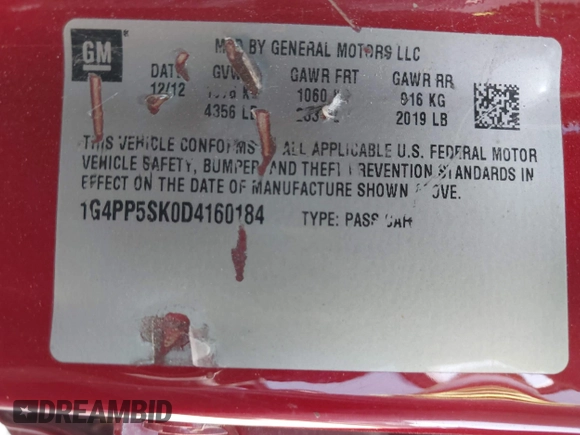 GM
MFD BY GENERAL MOTORS LLC
DATE GVWR GAWR FRT GAWR RR
12/12 1060 916 KG
4356 LB 2019 LB
THIS VEHICLE CONFORMS TO ALL APPLICABLE U.S. FEDERAL MOTOR
VEHICLE SAFETY, BUMPER, AND THEFT PREVENTION STANDARDS IN
EFFECT ON THE DATE OF MANUFACTURE SHOWN ABOVE.
1G4PP5SK0D4160184 TYPE: PASS CAR
DREAMBID